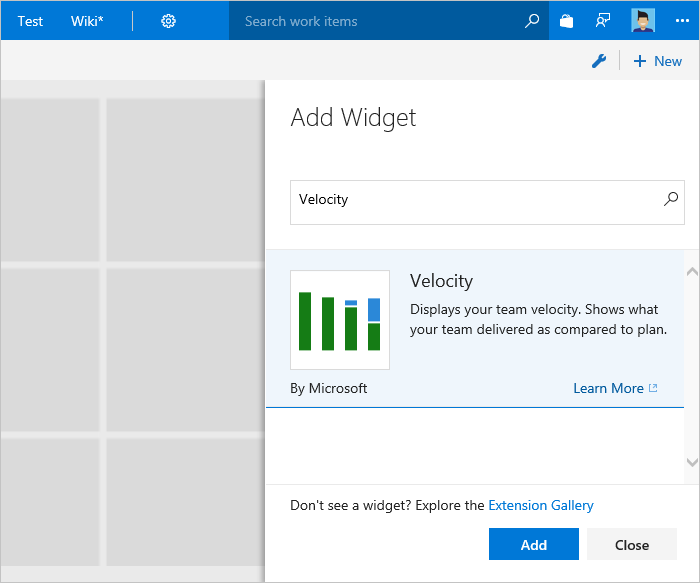 Test Wiki* Search work items
New
Add Widget
Velocity
Velocity
Displays your team velocity. Shows what
your team delivered as compared to plan.
By Microsoft Learn More
Don't see a widget? Explore the Extension Gallery
Add Close